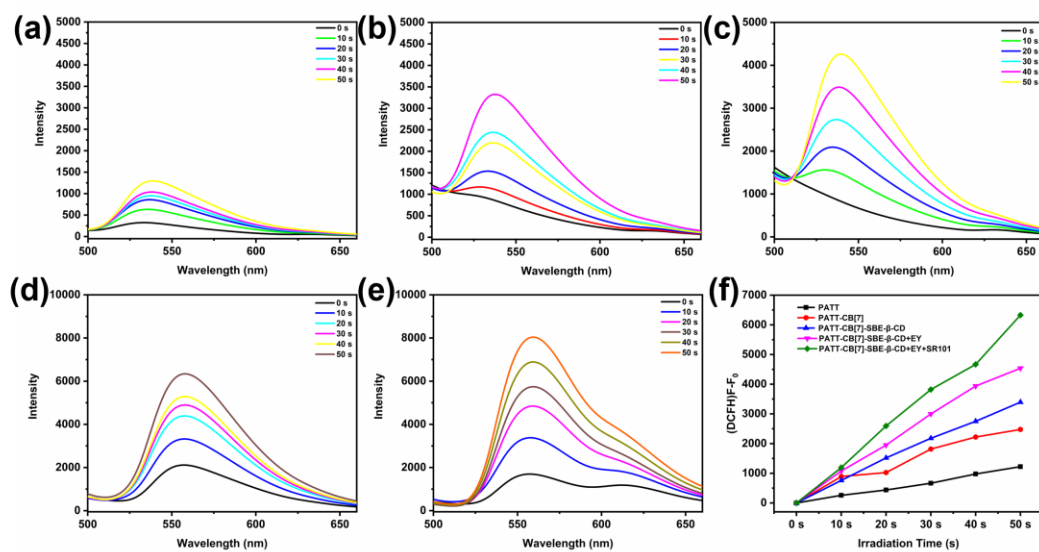 (a)
5000
4500
4000
3500
3000
2500
2000
1500
1000
500
0
Intensity
500
550
600
650
Wavelength (nm)
0 s
10 s
20 s
30 s
40 s
50 s
(b)
5000
4500
4000
3500
3000
2500
2000
1500
1000
500
0
Intensity
500
550
600
650
Wavelength (nm)
0 s
10 s
20 s
30 s
40 s
50 s
(c)
5000
4500
4000
3500
3000
2500
2000
1500
1000
500
0
Intensity
500
550
600
650
Wavelength (nm)
0 s
10 s
20 s
30 s
40 s
50 s
(d)
10000
8000
6000
4000
2000
0
Intensity
500
550
600
650
Wavelength (nm)
0 s
10 s
20 s
30 s
40 s
50 s
(e)
10000
8000
6000
4000
2000
0
Intensity
500
550
600
650
Wavelength (nm)
0 s
10 s
20 s
30 s
40 s
50 s
(f)
7000
6000
5000
4000
3000
2000
1000
0
(DCFH)F-F0
0 s
10 s
20 s
30 s
40 s
50 s
Irradiation Time (s)
PATT
PATT-CB[7]
PATT-CB[7]-SBE-β-CD
PATT-CB[7]-SBE-β-CD+EY
PATT-CB[7]-SBE-β-CD+EY+SR101